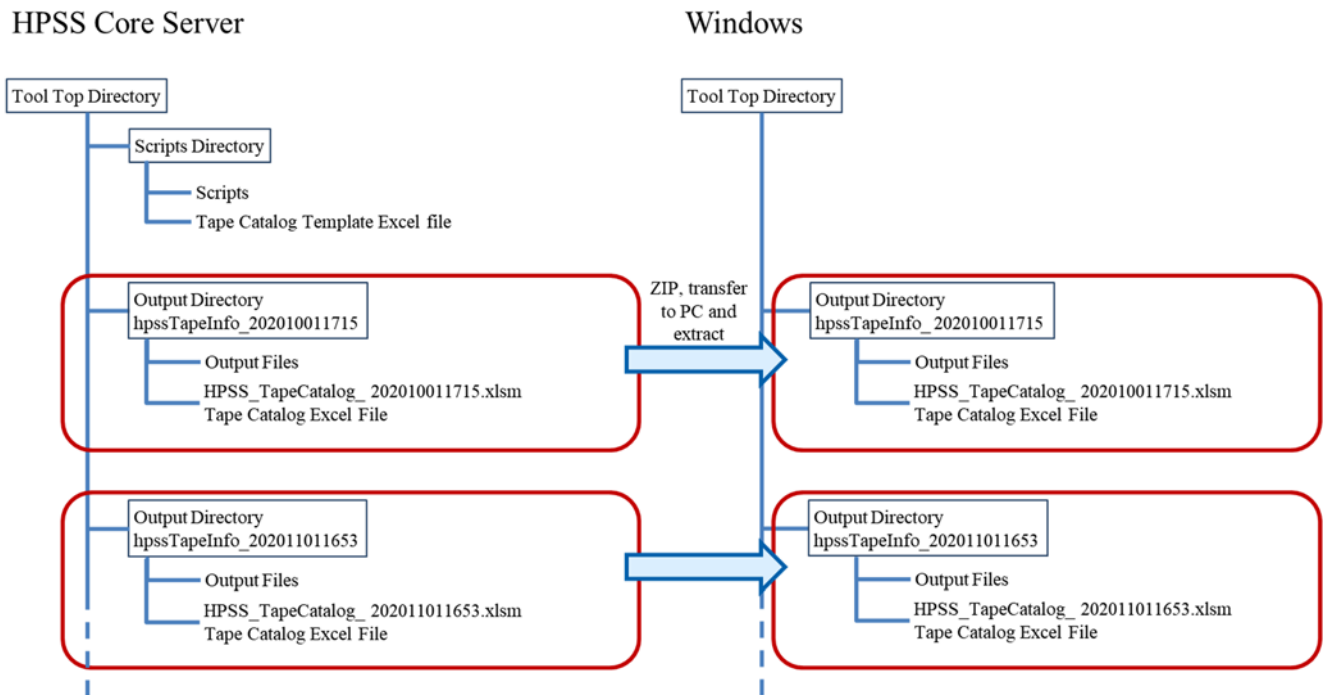 HPSS Core Server
Windows
Tool Top Directory
Tool Top Directory
Scripts Directory
Scripts
Tape Catalog Template Excel file
Output Directory
hpssTapeInfo_202010011715
Output Files
HPSS_TapeCatalog_ 202010011715.xlsm
Tape Catalog Excel File
ZIP, transfer
to PC and
extract
Output Directory
hpssTapeInfo_ 202010011715
Output Files
HPSS_TapeCatalog_ 202010011715.xlsm
Tape Catalog Excel File
Output Directory
hpssTapeInfo_202011011653
Output Files
HPSS_TapeCatalog_ 202011011653.xlsm
Tape Catalog Excel File
Output Directory
hpssTapeInfo_202011011653
Output Files
HPSS_TapeCatalog_ 202011011653.xlsm
Tape Catalog Excel File